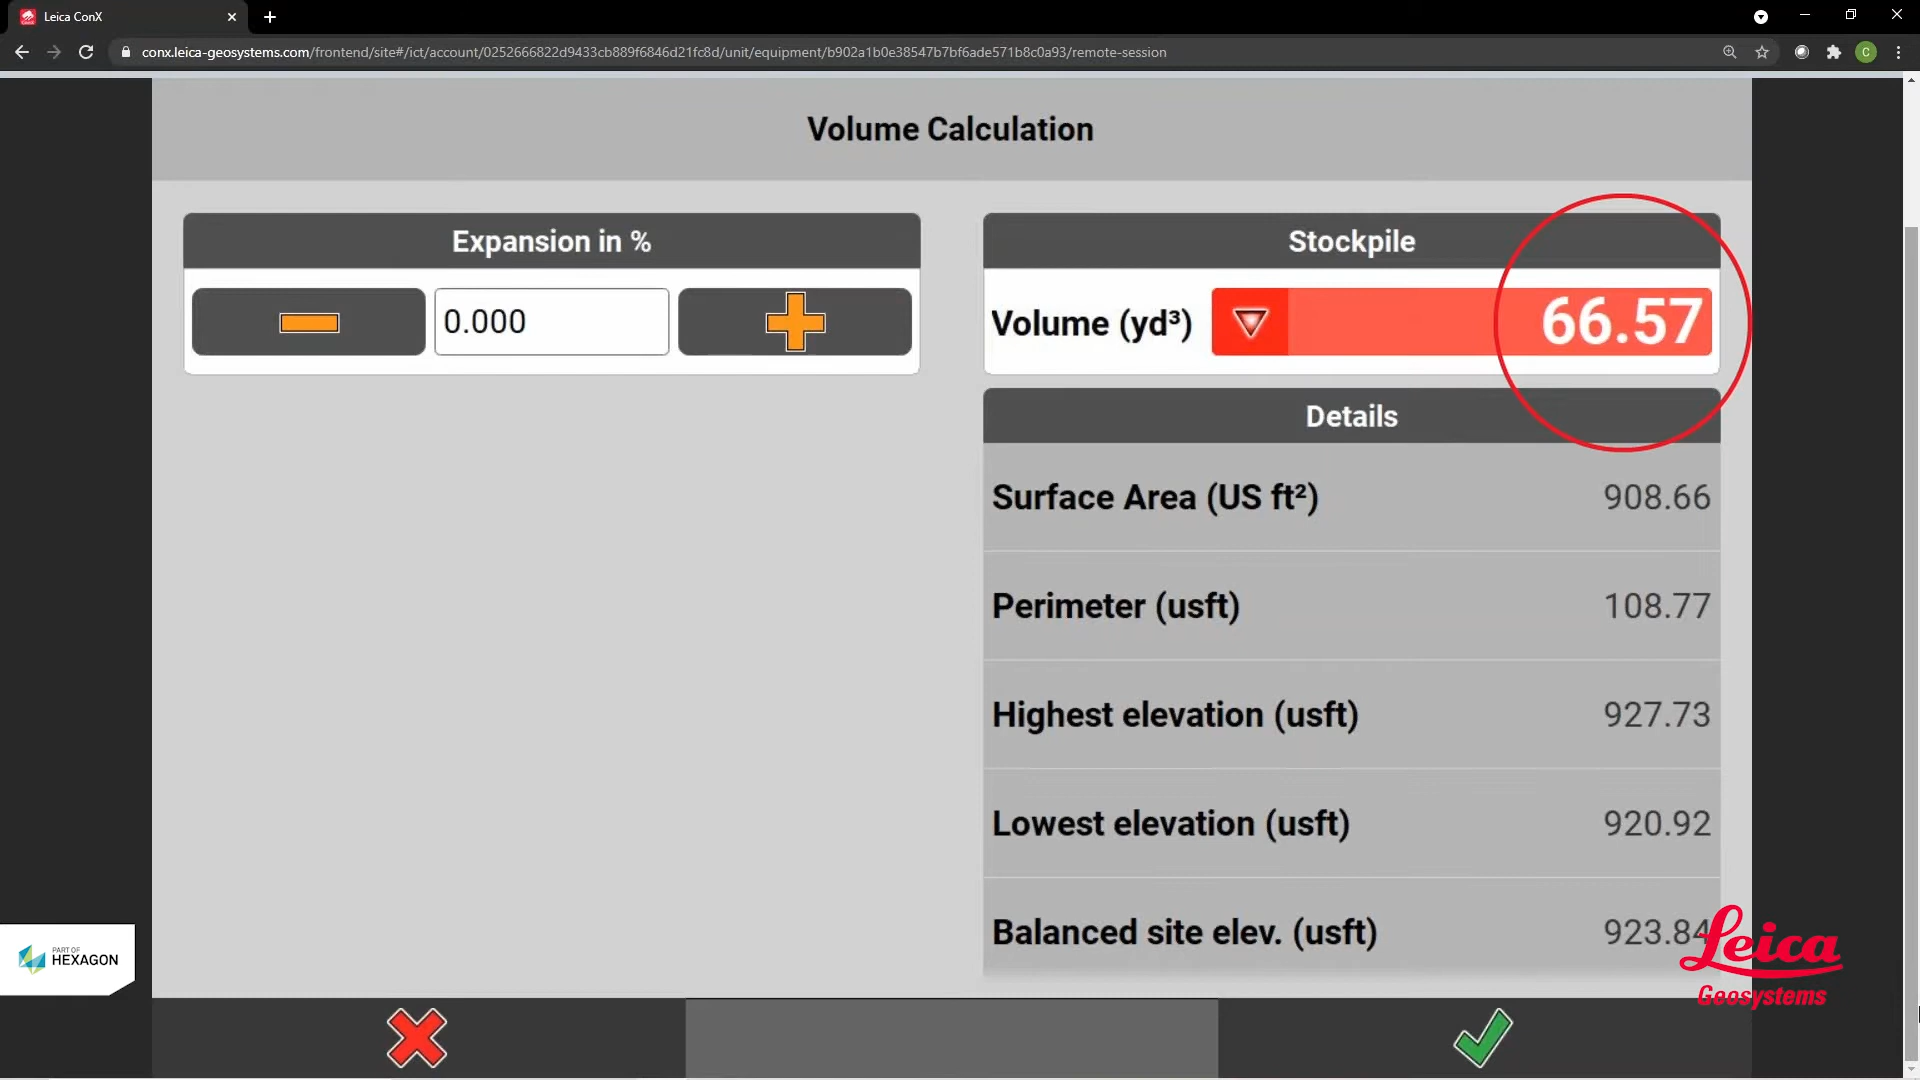 Leica ConX
conx.leica-geosystems.com/frontend/site#/ict/account/0252666822d9433cb889f6846d21fc8d/unit/equipment/b902a1b0e38547b7bf6ade571b8c0a93/remote-session
C
Volume Calculation
Expansion in %
0.000
Stockpile
Volume (yd³) 66.57
Details
Surface Area (US ft²) 908.66
Perimeter (usft) 108.77
Highest elevation (usft) 927.73
Lowest elevation (usft) 920.92
Balanced site elev. (usft) 923.84
PART OF
HEXAGON
Leica
Geosystems